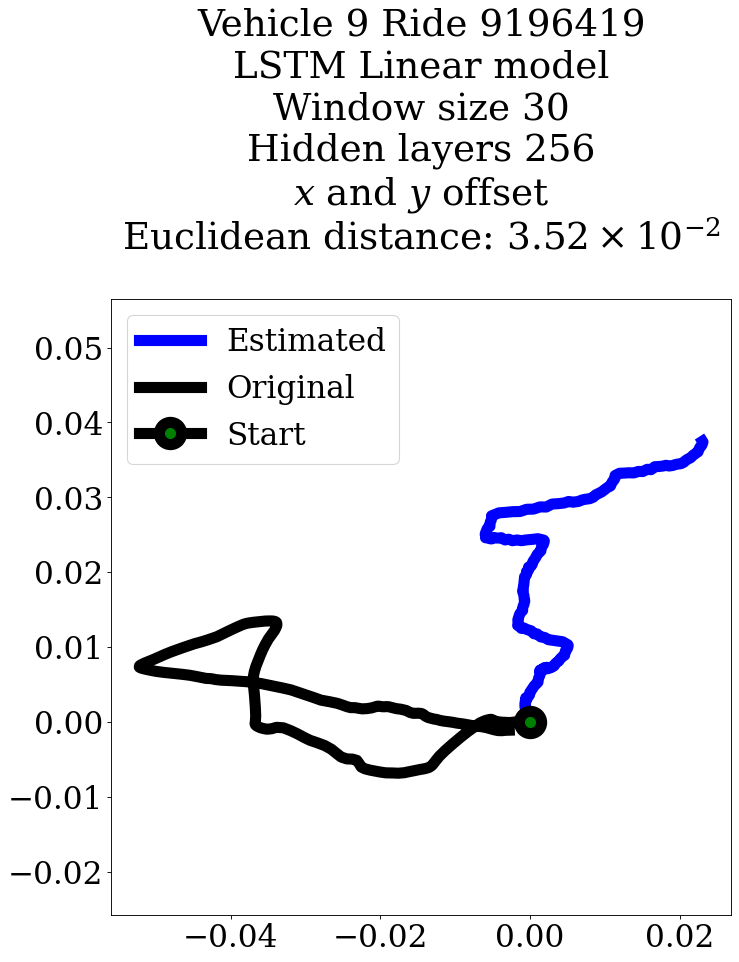 Vehicle 9 Ride 9196419
LSTM Linear model
Window size 30
Hidden layers 256
x and y offset
Euclidean distance: 3.52 × 10⁻²
Estimated
Original
Start
0.05
0.04
0.03
0.02
0.01
0.00
−0.01
−0.02
−0.04 −0.02 0.00 0.02